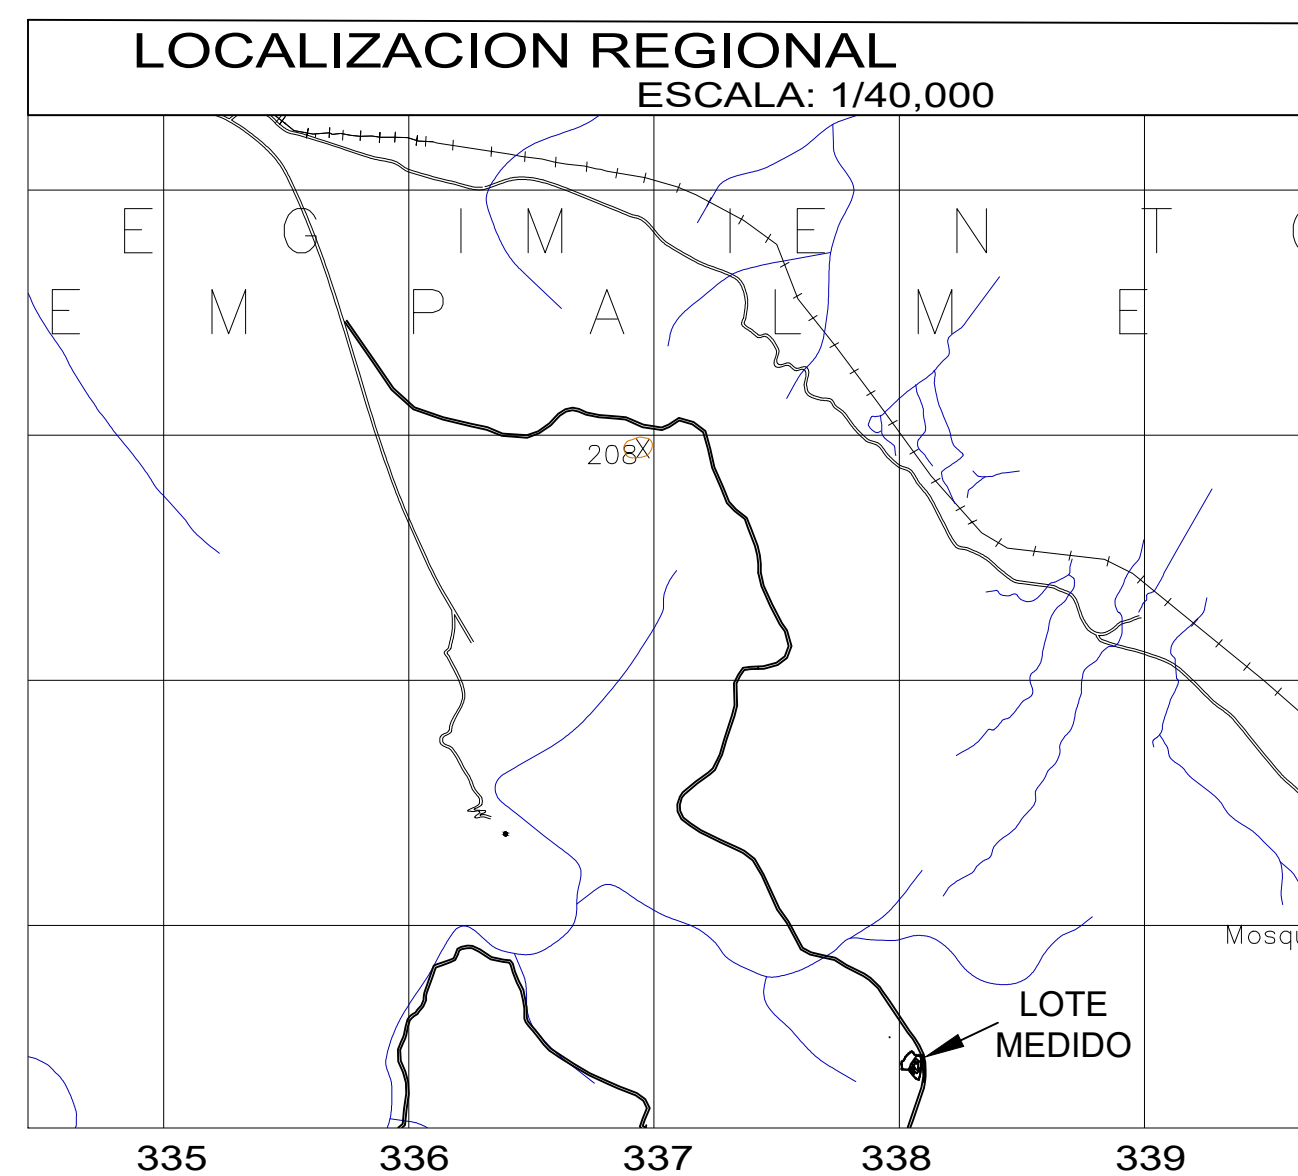 LOCALIZACION REGIONAL
ESCALA: 1/40,000
E G I M I E N T
E M P A L M E
208
LOTE
MEDIDO
335 336 337 338 339